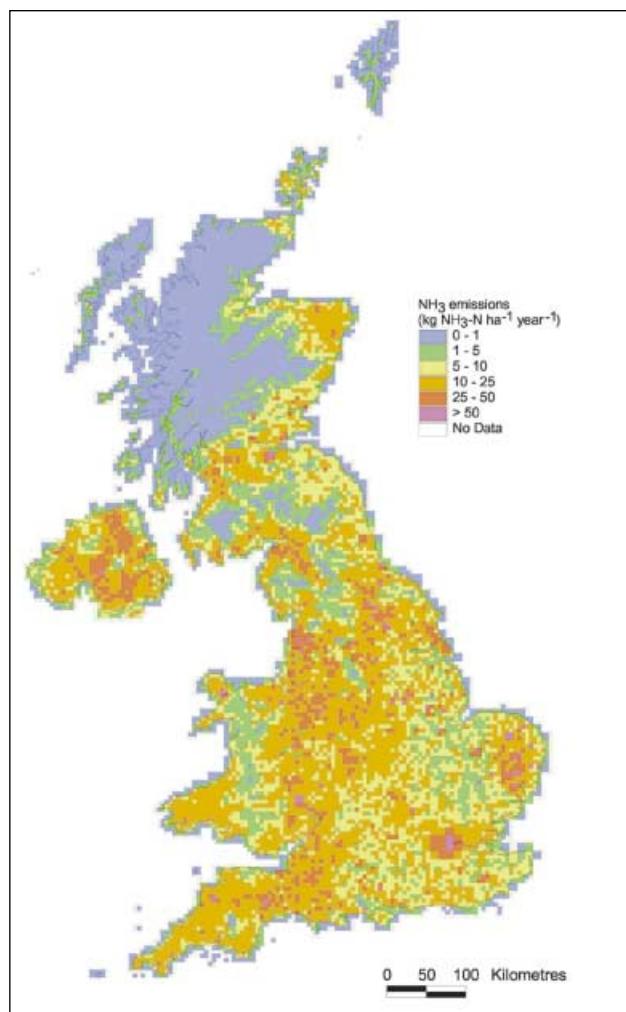 NH₃ emissions
(kg NH₃-N ha⁻¹ year⁻¹)
0 - 1
1 - 5
5 - 10
10 - 25
25 - 50
> 50
No Data
0 50 100 Kilometres